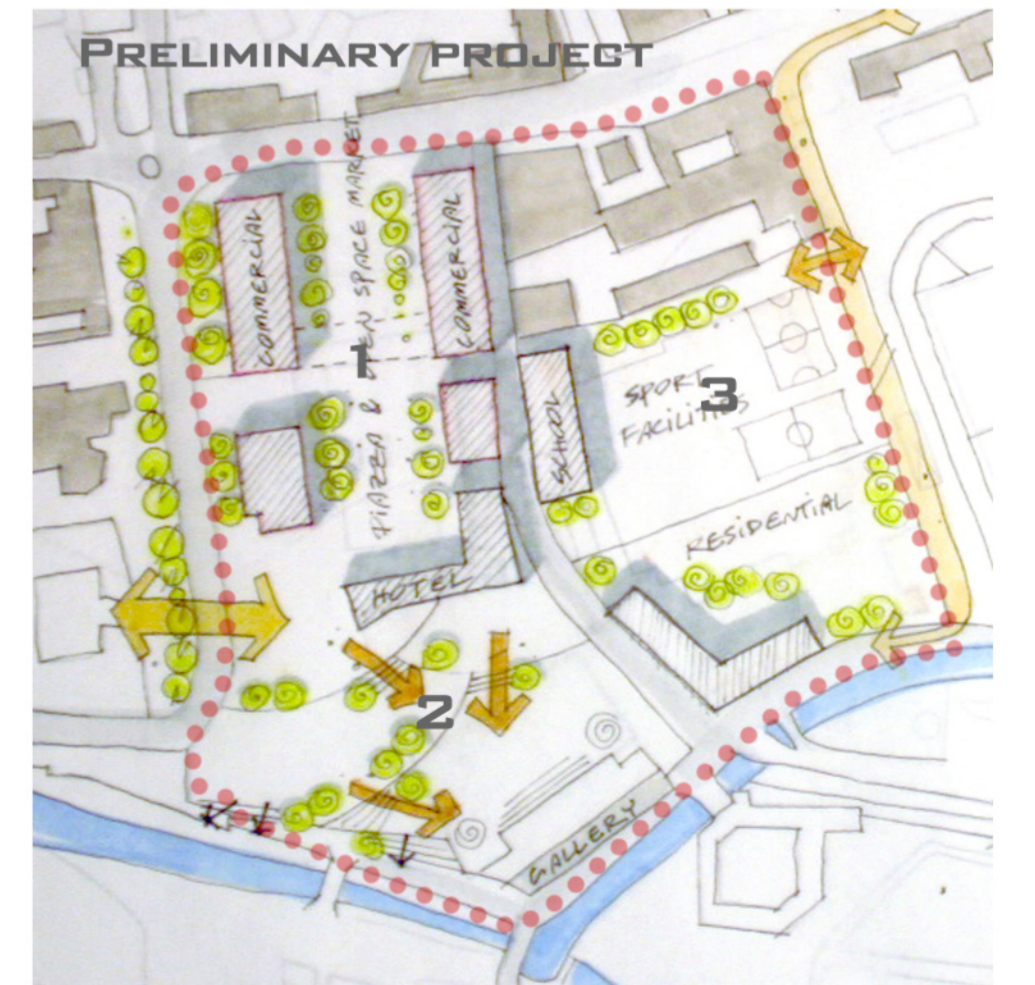 PRELIMINARY PROJECT
COMMERCIAL
PIAZZA & OPEN SPACE MARKET
COMMERCIAL
1
SCHOOL
SPORT
FACILITIES
3
RESIDENTIAL
HOTEL
2
GALLERY